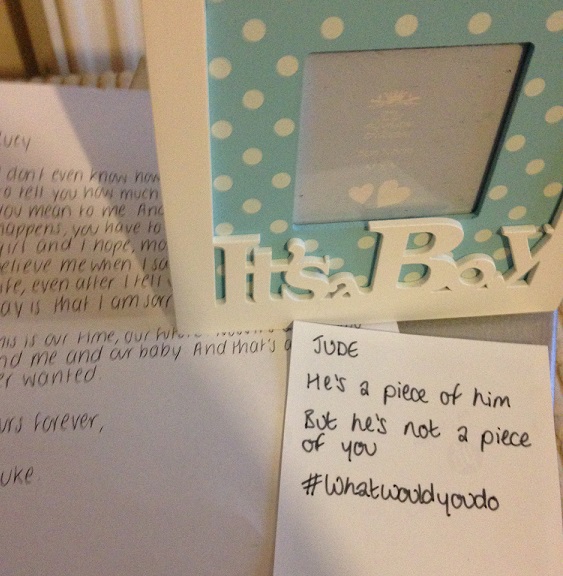 It's a Boy
don't even know how
to tell you how much
you mean to me And
happens, you have to
girl and i hope, mo
believe me when I sa
life, even after I tell
day is that I am sorr
This is our time, our future
and me and our baby And that's a
er wanted.
urs forever,
uke
JUDE
He's a piece of him
But he's not a piece
of you
#Whatwouldyoudo